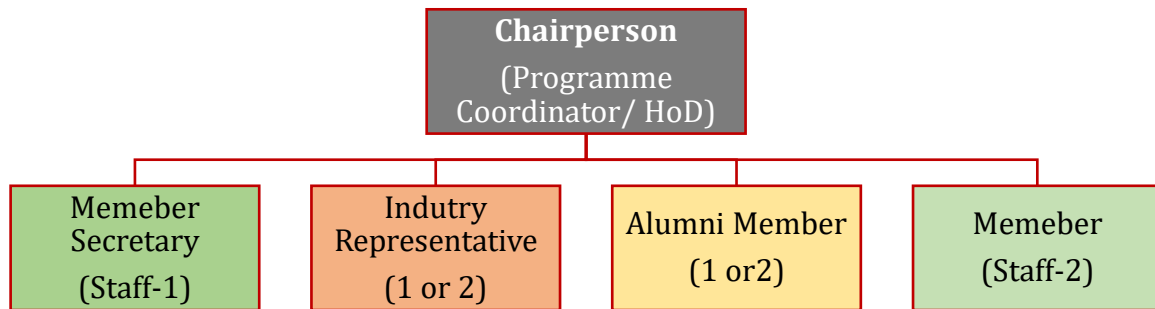 Chairperson
(Programme
Coordinator/ HoD)
Memeber
Secretary
(Staff-1)
Indutry
Representative
(1 or 2)
Alumni Member
(1 or2)
Memeber
(Staff-2)